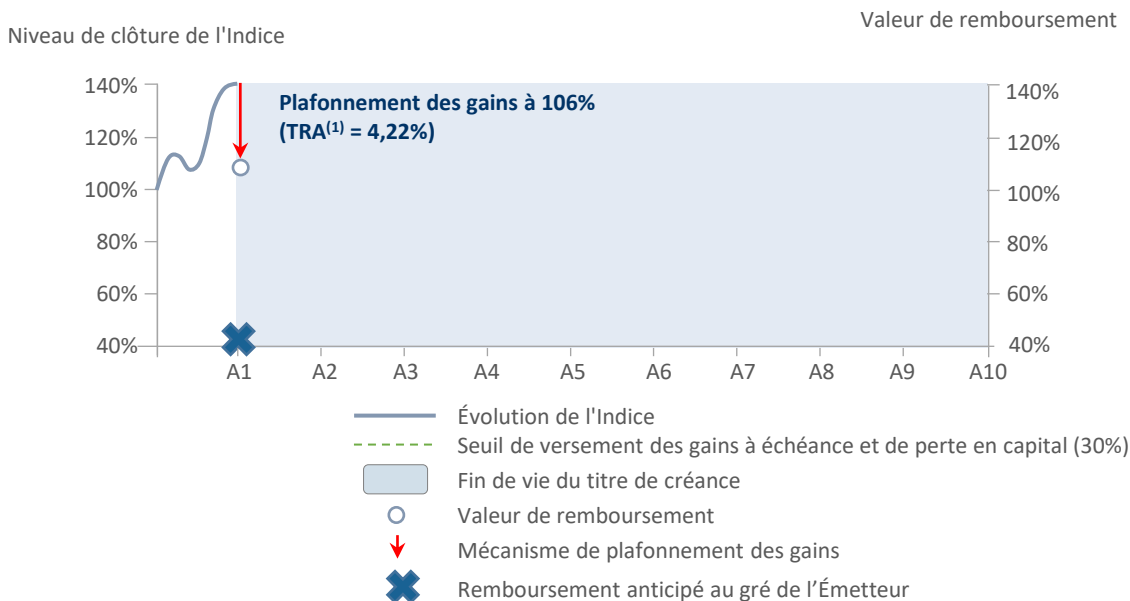 Niveau de clôture de l'Indice
Valeur de remboursement
Plafonnement des gains à 106%
(TRA(1) = 4,22%)
140%
120%
100%
80%
60%
40%
140%
120%
100%
80%
60%
40%
A1 A2 A3 A4 A5 A6 A7 A8 A9 A10
Évolution de l'Indice
Seuil de versement des gains à échéance et de perte en capital (30%)
Fin de vie du titre de créance
Valeur de remboursement
Mécanisme de plafonnement des gains
Remboursement anticipé au gré de l’Émetteur